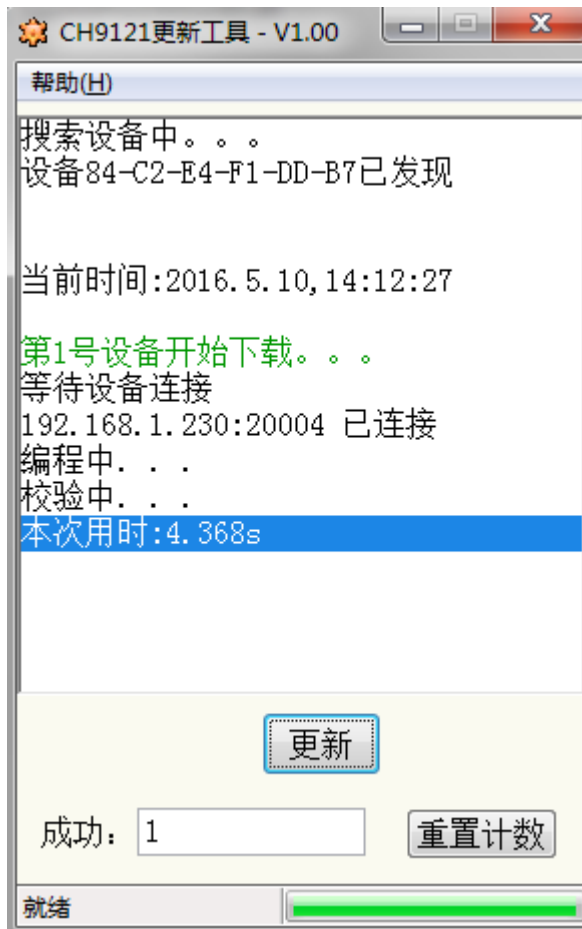 CH9121更新工具 - V1.00
帮助(H)
搜索设备中。。。
设备84-C2-E4-F1-DD-B7已发现
当前时间:2016.5.10,14:12:27
第1号设备开始下载。。。
等待设备连接
192.168.1.230:20004 已连接
编程中．．．
校验中．．．
本次用时:4.368s
更新
成功： 1 重置计数
就绪